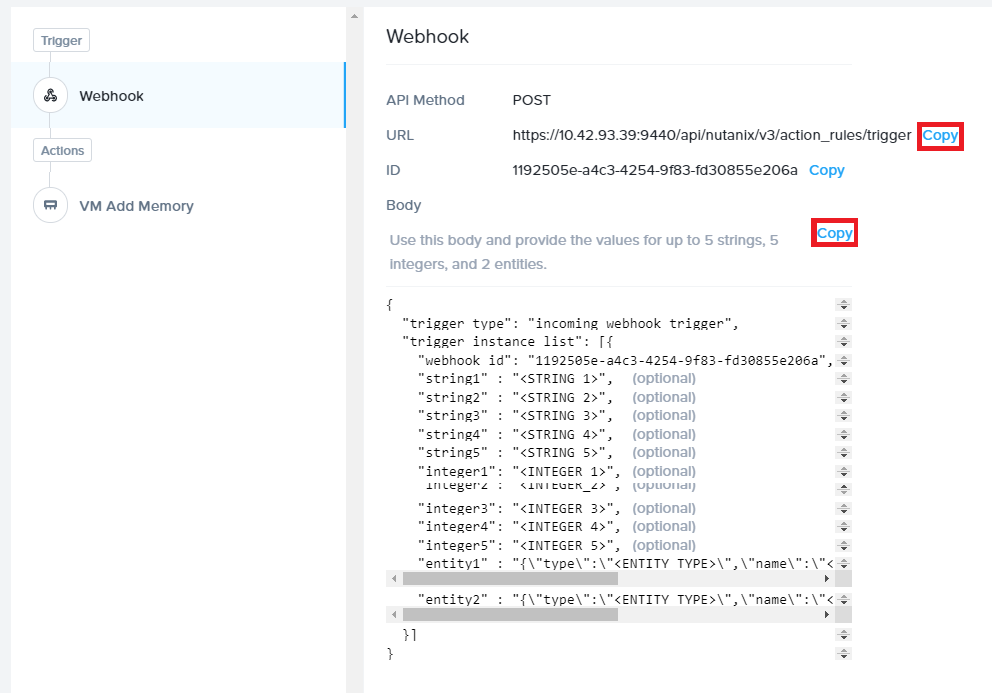 Trigger
Webhook
Actions
VM Add Memory
Webhook
API Method POST
URL https://10.42.93.39:9440/api/nutanix/v3/action_rules/trigger Copy
ID 1192505e-a4c3-4254-9f83-fd30855e206a Copy
Body
Use this body and provide the values for up to 5 strings, 5 Copy
integers, and 2 entities.
{
"trigger type": "incoming webhook trigger",
"trigger instance list": [{
"webhook id": "1192505e-a4c3-4254-9f83-fd30855e206a",
"string1" : "<STRING 1>", (optional)
"string2" : "<STRING 2>", (optional)
"string3" : "<STRING 3>", (optional)
"string4" : "<STRING 4>", (optional)
"string5" : "<STRING 5>", (optional)
"integer1": "<INTEGER 1>", (optional)
"integer2 : "<INTEGER_2>", (optional)
"integer3": "<INTEGER 3>", (optional)
"integer4": "<INTEGER 4>", (optional)
"integer5": "<INTEGER 5>", (optional)
"entity1" : "{\"type\":\"<ENTITY TYPE>\",\"name\":\"<
"entity2" : "{\"type\":\"<ENTITY TYPE>\",\"name\":\"<
}]
}